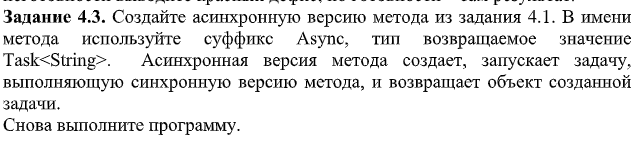 Задание 4.3. Создайте асинхронную версию метода из задания 4.1. В имени
метода используйте суффикс Async, тип возвращаемое значение
Task<String>. Асинхронная версия метода создает, запускает задачу,
выполняющую синхронную версию метода, и возвращает объект созданной
задачи.
Снова выполните программу.